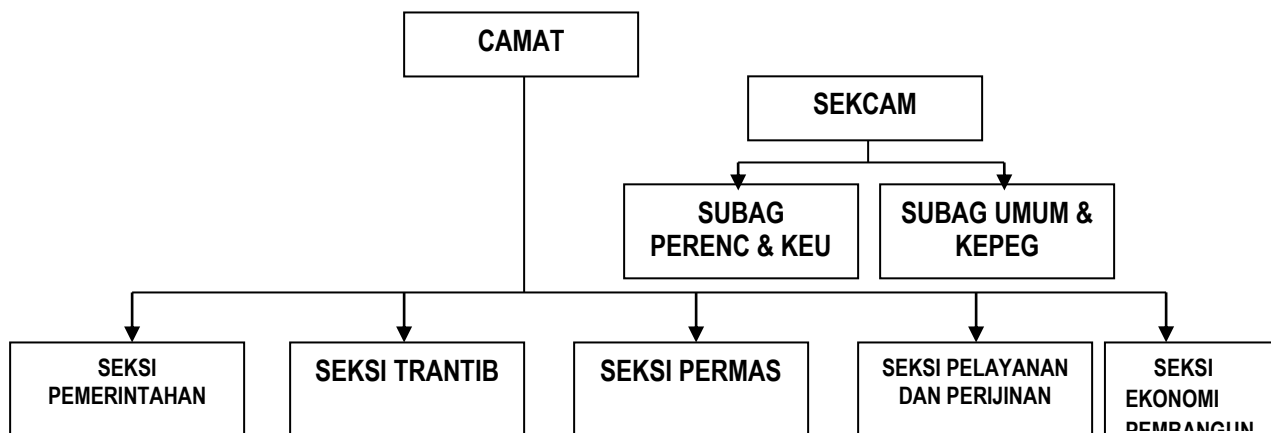 CAMAT
SEKCAM
SUBAG
PERENC & KEU
SUBAG UMUM &
KEPEG
SEKSI
PEMERINTAHAN
SEKSI TRANTIB
SEKSI PERMAS
SEKSI PELAYANAN
DAN PERIJINAN
SEKSI
EKONOMI
PEMBANGUN